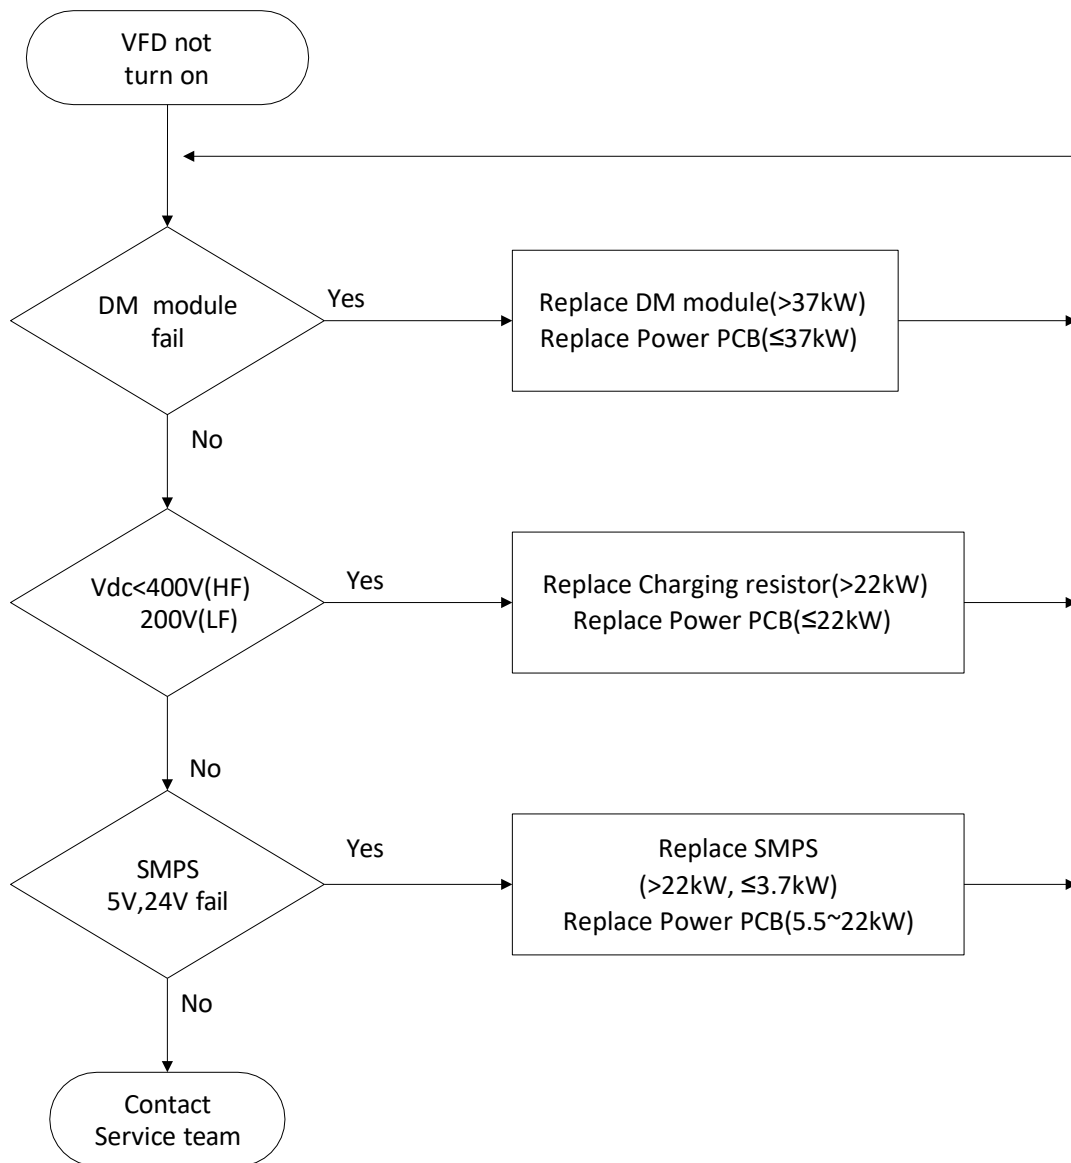 VFD not
turn on
DM  module
fail
Yes
Replace DM module(>37kW)
Replace Power PCB(≤37kW)
No
Vdc<400V(HF)
200V(LF)
Yes
Replace Charging resistor(>22kW)
Replace Power PCB(≤22kW)
No
SMPS
5V,24V fail
Yes
Replace SMPS
(>22kW, ≤3.7kW)
Replace Power PCB(5.5~22kW)
No
Contact
Service team